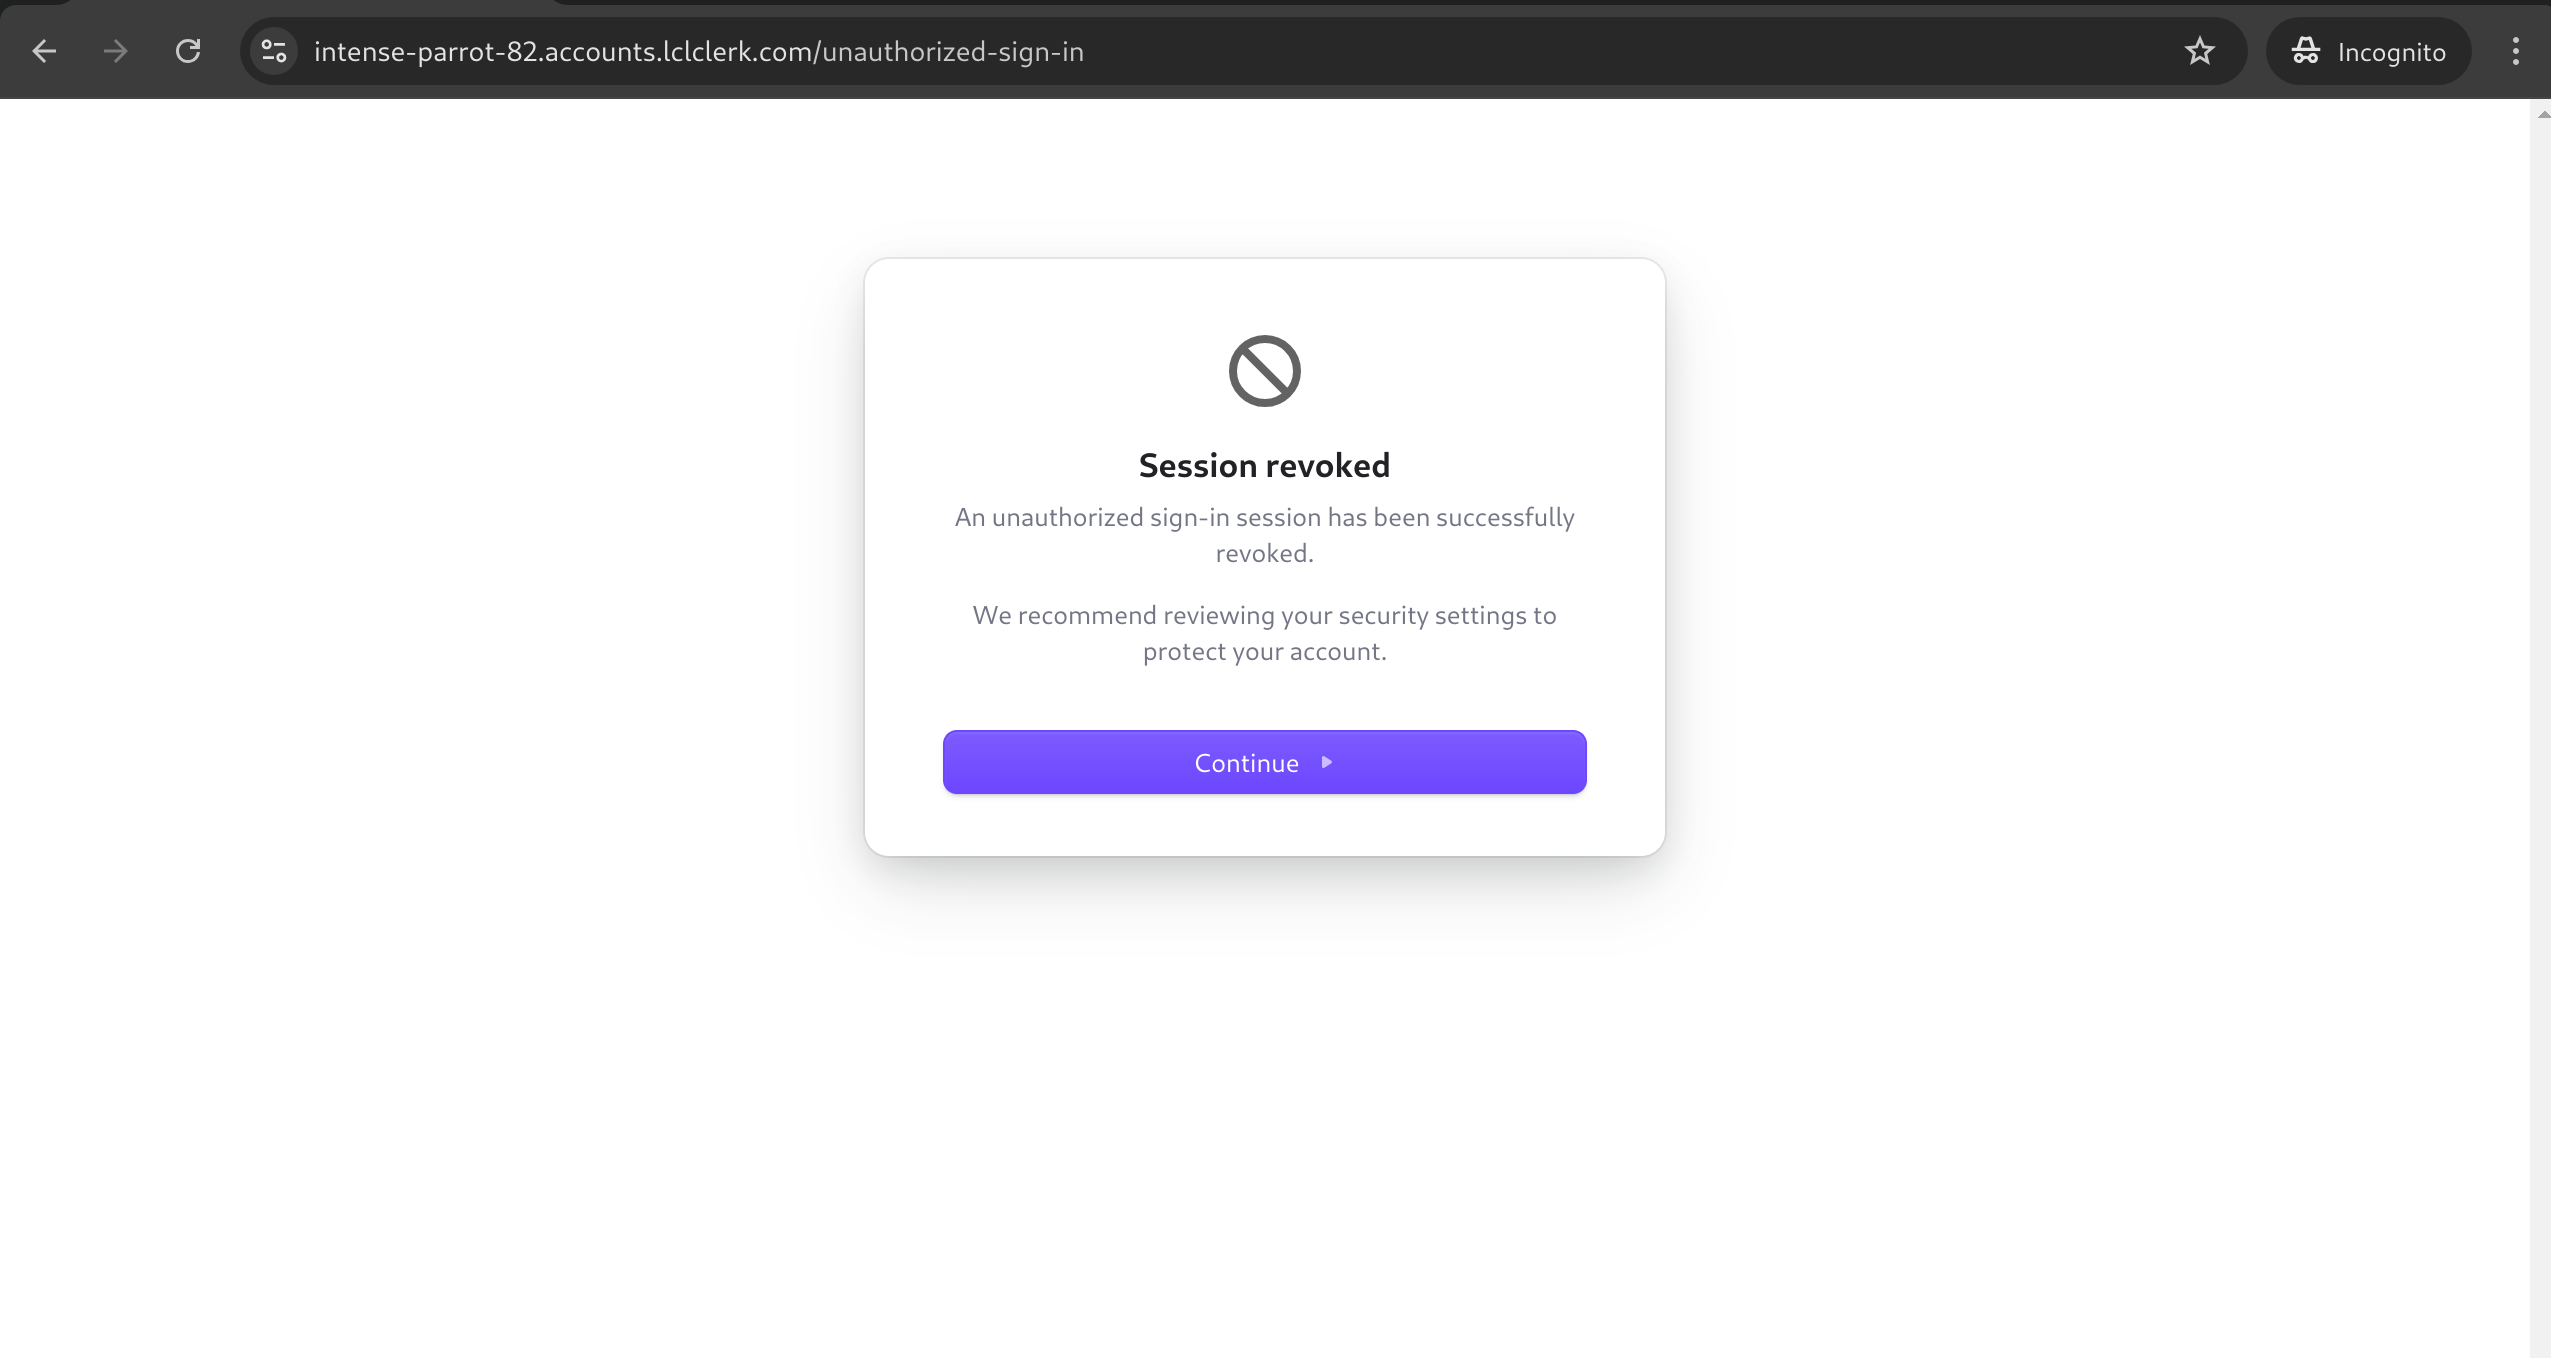 intense-parrot-82.accounts.lclclerk.com/unauthorized-sign-in
Incognito
Session revoked
An unauthorized sign-in session has been successfully
revoked.
We recommend reviewing your security settings to
protect your account.
Continue